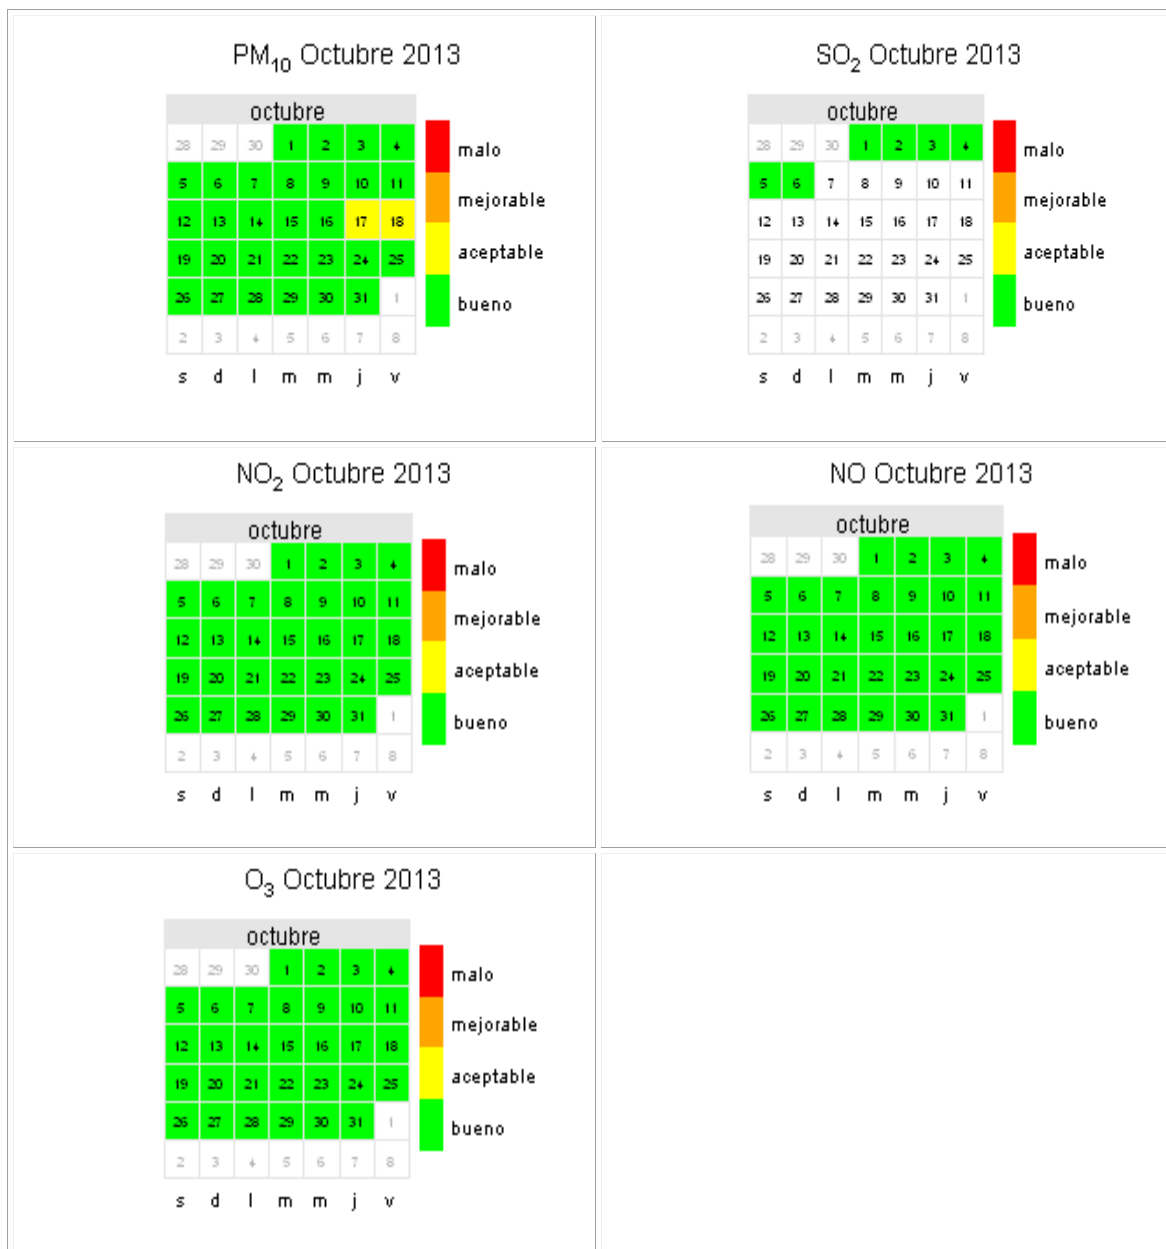 PM10 Octubre 2013
octubre
28 29 30 1 2 3 4
5 6 7 8 9 10 11
12 13 14 15 16 17 18
19 20 21 22 23 24 25
26 27 28 29 30 31 1
2 3 4 5 6 7 8
s d l m m j v
malo
mejorable
aceptable
bueno
SO2 Octubre 2013
octubre
28 29 30 1 2 3 4
5 6 7 8 9 10 11
12 13 14 15 16 17 18
19 20 21 22 23 24 25
26 27 28 29 30 31 1
2 3 4 5 6 7 8
s d l m m j v
malo
mejorable
aceptable
bueno
NO2 Octubre 2013
octubre
28 29 30 1 2 3 4
5 6 7 8 9 10 11
12 13 14 15 16 17 18
19 20 21 22 23 24 25
26 27 28 29 30 31 1
2 3 4 5 6 7 8
s d l m m j v
malo
mejorable
aceptable
bueno
NO Octubre 2013
octubre
28 29 30 1 2 3 4
5 6 7 8 9 10 11
12 13 14 15 16 17 18
19 20 21 22 23 24 25
26 27 28 29 30 31 1
2 3 4 5 6 7 8
s d l m m j v
malo
mejorable
aceptable
bueno
O3 Octubre 2013
octubre
28 29 30 1 2 3 4
5 6 7 8 9 10 11
12 13 14 15 16 17 18
19 20 21 22 23 24 25
26 27 28 29 30 31 1
2 3 4 5 6 7 8
s d l m m j v
malo
mejorable
aceptable
bueno